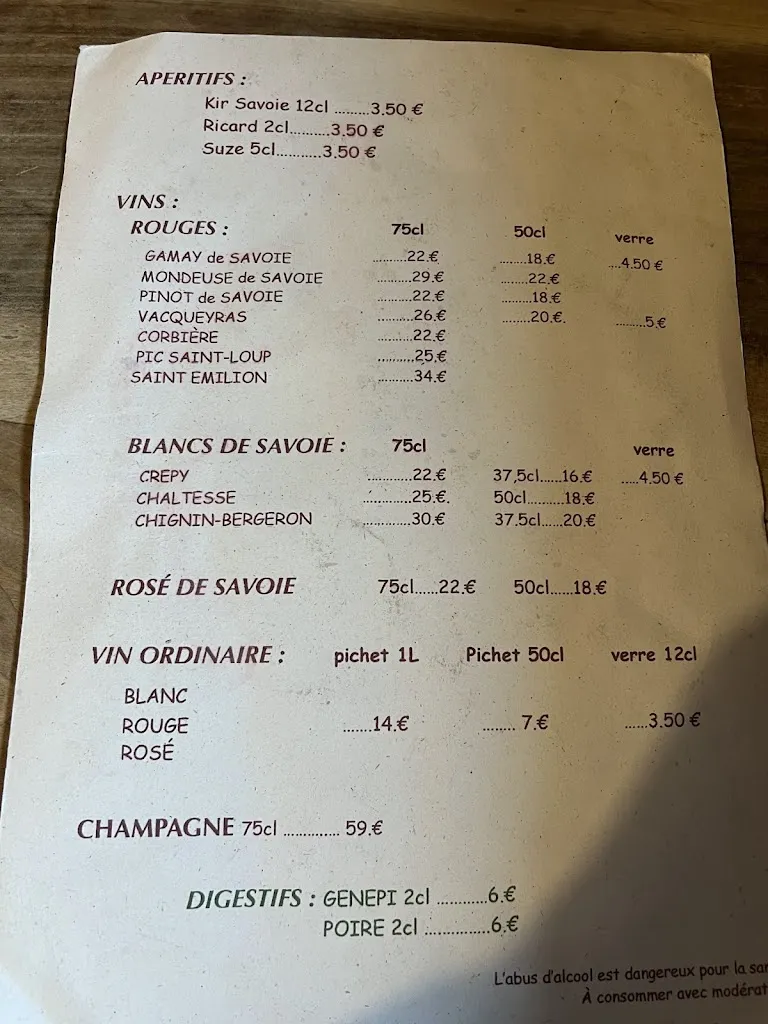 APERITIFS :
Kir Savoie 12cl .........3.50 €
Ricard 2cl.........3.50 €
Suze 5cl..........3.50 €
VINS :
ROUGES : 75cl 50cl verre
GAMAY de SAVOIE .........22.€ ........18.€ ....4.50 €
MONDEUSE de SAVOIE .........29.€ ........22.€
PINOT de SAVOIE .........22.€ .........18.€
VACQUEYRAS ..........26.€ ........20.€. .........5.€
CORBIÈRE ..........22.€
PIC SAINT-LOUP ..........25.€
SAINT EMILION ..........34.€
BLANCS DE SAVOIE : 75cl verre
CREPY ............22.€ 37,5cl......16.€ .....4.50 €
CHALTESSE ............25.€. 50cl..........18.€
CHIGNIN-BERGERON .............30.€ 37.5cl......20.€
ROSÉ DE SAVOIE 75cl......22.€ 50cl......18.€
VIN ORDINAIRE : pichet 1L Pichet 50cl verre 12cl
BLANC
ROUGE .......14.€ ........ 7.€ ......3.50 €
ROSÉ
CHAMPAGNE 75cl .............. 59.€
DIGESTIFS : GENEPI 2cl ............6.€
POIRE 2cl ...............6.€
L'abus d'alcool est dangereux pour la
À consommer avec